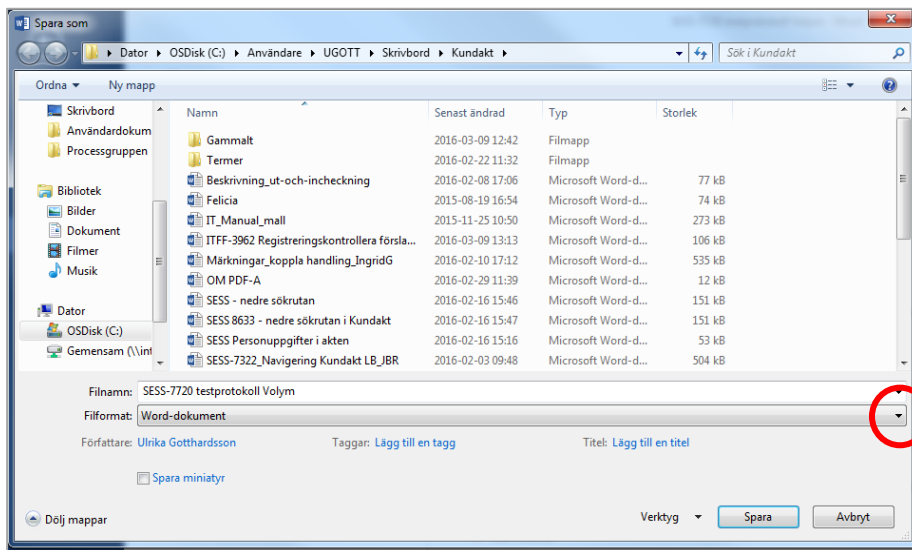 Spara som
Dator ▸ OSDisk (C:) ▸ Användare ▸ UGOTT ▸ Skrivbord ▸ Kundakt ▸ Sök i Kundakt
Ordna Ny mapp
Skrivbord
Användardokum
Processgruppen
Bibliotek
Bilder
Dokument
Filmer
Musik
Dator
OSDisk (C:)
Gemensam (\\int
Namn Senast ändrad Typ Storlek
Gammalt 2016-03-09 12:42 Filmapp
Termer 2016-02-22 11:32 Filmapp
Beskrivning_ut-och-incheckning 2016-02-08 17:06 Microsoft Word-d... 77 kB
Felicia 2015-08-19 16:54 Microsoft Word-d... 74 kB
IT_Manual_mall 2015-11-25 10:50 Microsoft Word-d... 273 kB
ITFF-3962 Registreringskontrollera försla... 2016-03-09 13:13 Microsoft Word-d... 106 kB
Märkningar_koppla handling_IngridG 2016-02-10 17:12 Microsoft Word-d... 535 kB
OM PDF-A 2016-02-29 11:39 Microsoft Word-d... 12 kB
SESS - nedre sökrutan 2016-02-16 15:46 Microsoft Word-d... 151 kB
SESS 8633 - nedre sökrutan i Kundakt 2016-02-16 15:47 Microsoft Word-d... 151 kB
SESS Personuppgifter i akten 2016-02-16 15:16 Microsoft Word-d... 53 kB
SESS-7322_Navigering Kundakt LB_JBR 2016-02-03 09:48 Microsoft Word-d... 504 kB
Filnamn: SESS-7720 testprotokoll Volym
Filformat: Word-dokument
Författare: Ulrika Gotthardsson Taggar: Lägg till en tagg Titel: Lägg till en titel
Spara miniatyr
Dölj mappar Verktyg Spara Avbryt